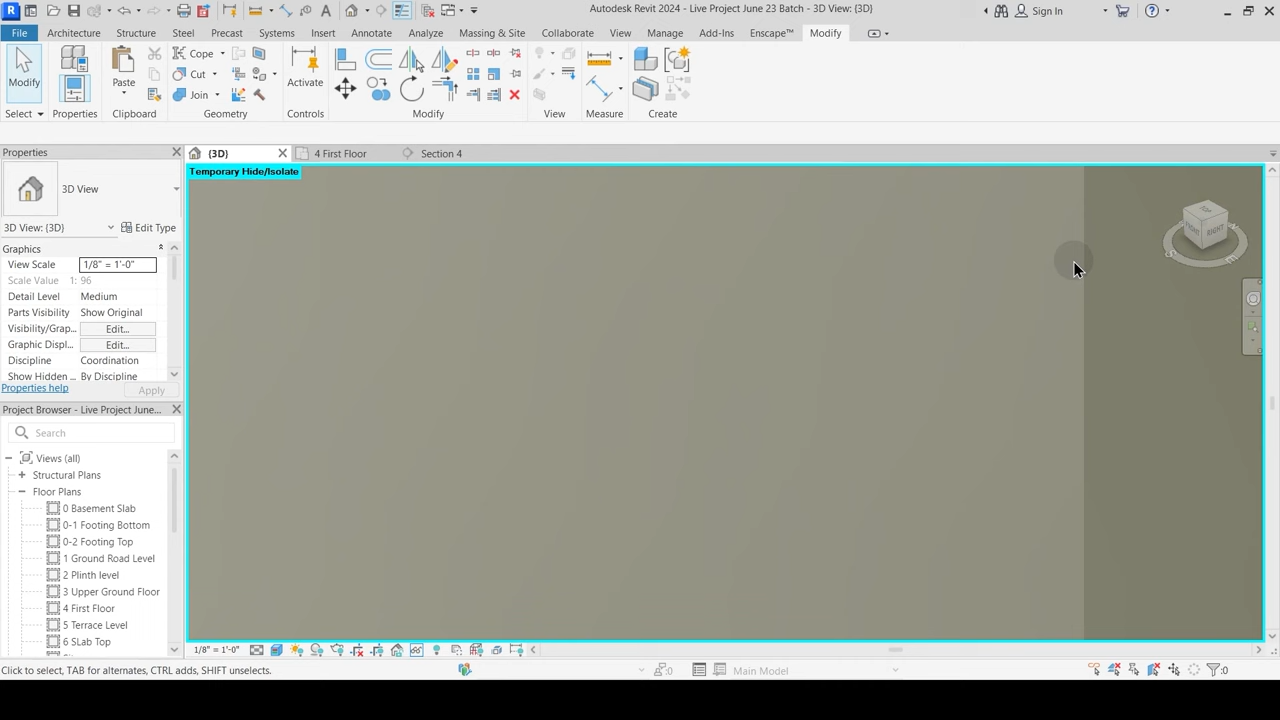 Autodesk Revit 2024 - Live Project June 23 Batch - 3D View: {3D}
Sign In
File Architecture Structure Steel Precast Systems Insert Annotate Analyze Massing & Site Collaborate View Manage Add-Ins Enscape™ Modify
Modify
Paste
Cope
Cut
Join
Activate
Select Properties Clipboard Geometry Controls Modify View Measure Create
Properties
{3D} 4 First Floor Section 4
Temporary Hide/Isolate
3D View
3D View: {3D} Edit Type
Graphics
View Scale 1/8" = 1'-0"
Scale Value 1: 96
Detail Level Medium
Parts Visibility Show Original
Visibility/Grap... Edit...
Graphic Displ... Edit...
Discipline Coordination
Show Hidden ... By Discipline
Properties help Apply
Project Browser - Live Project June...
Search
Views (all)
Structural Plans
Floor Plans
0 Basement Slab
0-1 Footing Bottom
0-2 Footing Top
1 Ground Road Level
2 Plinth level
3 Upper Ground Floor
4 First Floor
5 Terrace Level
6 SLab Top
1/8" = 1'-0"
Click to select, TAB for alternates, CTRL adds, SHIFT unselects.
:0
Main Model
:0
TOP
RIGHT